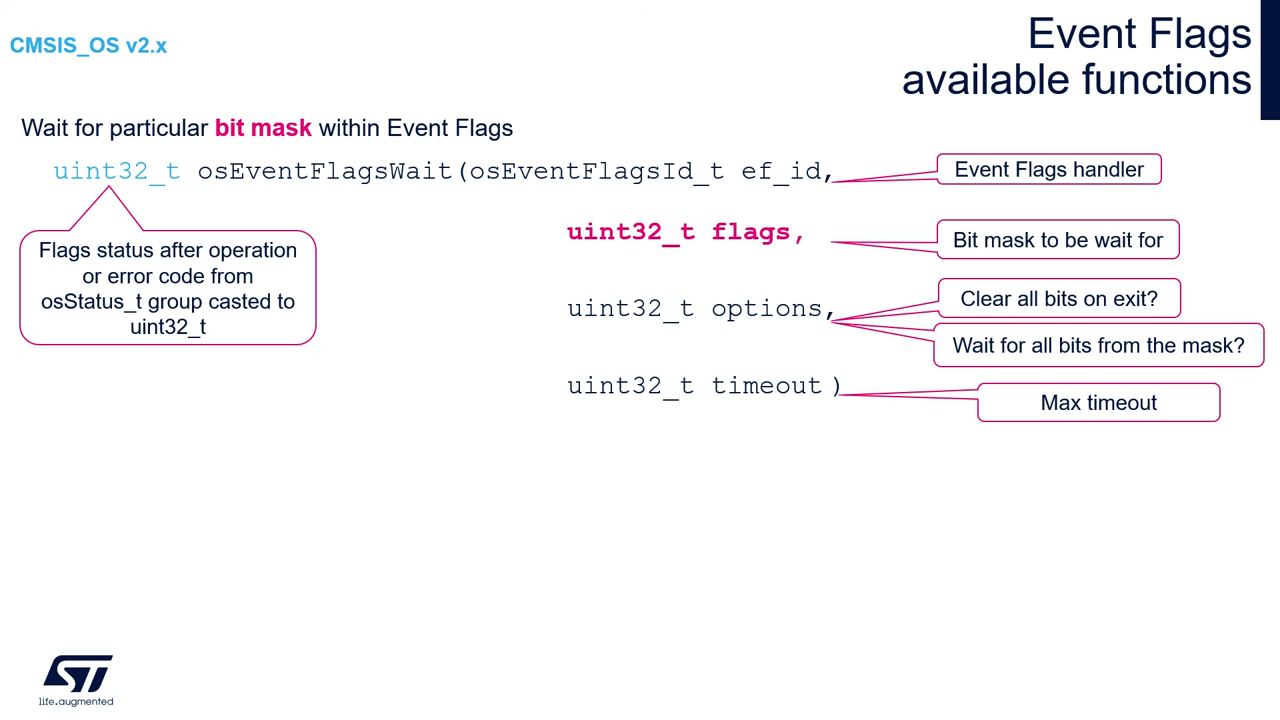 CMSIS_OS v2.x
Event Flags
available functions
Wait for particular bit mask within Event Flags
uint32_t osEventFlagsWait(osEventFlagsId_t ef_id,
Event Flags handler
uint32_t flags,
Bit mask to be wait for
Flags status after operation
or error code from
osStatus_t group casted to
uint32_t
uint32_t options,
Clear all bits on exit?
Wait for all bits from the mask?
uint32_t timeout )
Max timeout
ST
life.augmented